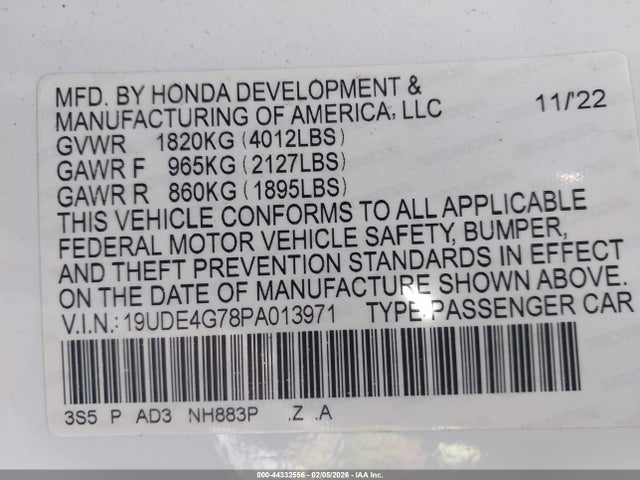 MFD. BY HONDA DEVELOPMENT &
MANUFACTURING OF AMERICA, LLC 11/'22
GVWR 1820KG (4012LBS)
GAWR F 965KG (2127LBS)
GAWR R 860KG (1895LBS)
THIS VEHICLE CONFORMS TO ALL APPLICABLE
FEDERAL MOTOR VEHICLE SAFETY, BUMPER,
AND THEFT PREVENTION STANDARDS IN EFFECT
ON THE DATE OF MANUFACTURE SHOWN ABOVE.
V.I.N.: 19UDE4G78PA013971 TYPE: PASSENGER CAR
3S5 P AD3 NH883P .Z .A
000-44332556 - 02/05/2026 - IAA Inc.